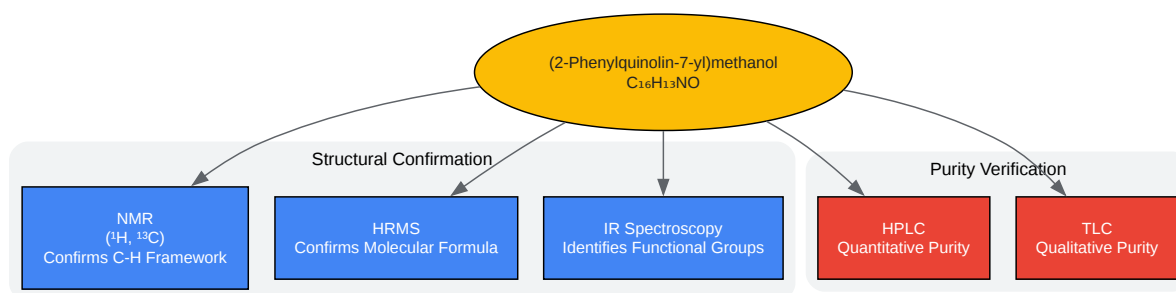 (2-Phenylquinolin-7-yl)methanol
C₁₆H₁₃NO
Structural Confirmation
Purity Verification
NMR
(¹H, ¹³C)
Confirms C-H Framework
HRMS
Confirms Molecular Formula
IR Spectroscopy
Identifies Functional Groups
HPLC
Quantitative Purity
TLC
Qualitative Purity